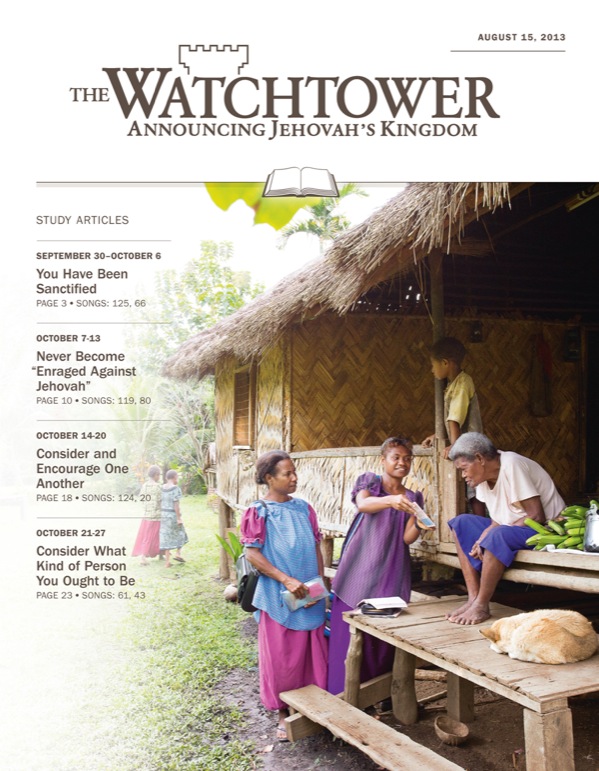 AUGUST 15, 2013
THE WATCHTOWER
ANNOUNCING JEHOVAH'S KINGDOM
STUDY ARTICLES
SEPTEMBER 30–OCTOBER 6
You Have Been
Sanctified
PAGE 3 • SONGS: 125, 66
OCTOBER 7-13
Never Become
“Enraged Against
Jehovah”
PAGE 10 • SONGS: 119, 80
OCTOBER 14-20
Consider and
Encourage One
Another
PAGE 18 • SONGS: 124, 20
OCTOBER 21-27
Consider What
Kind of Person
You Ought to Be
PAGE 23 • SONGS: 61, 43